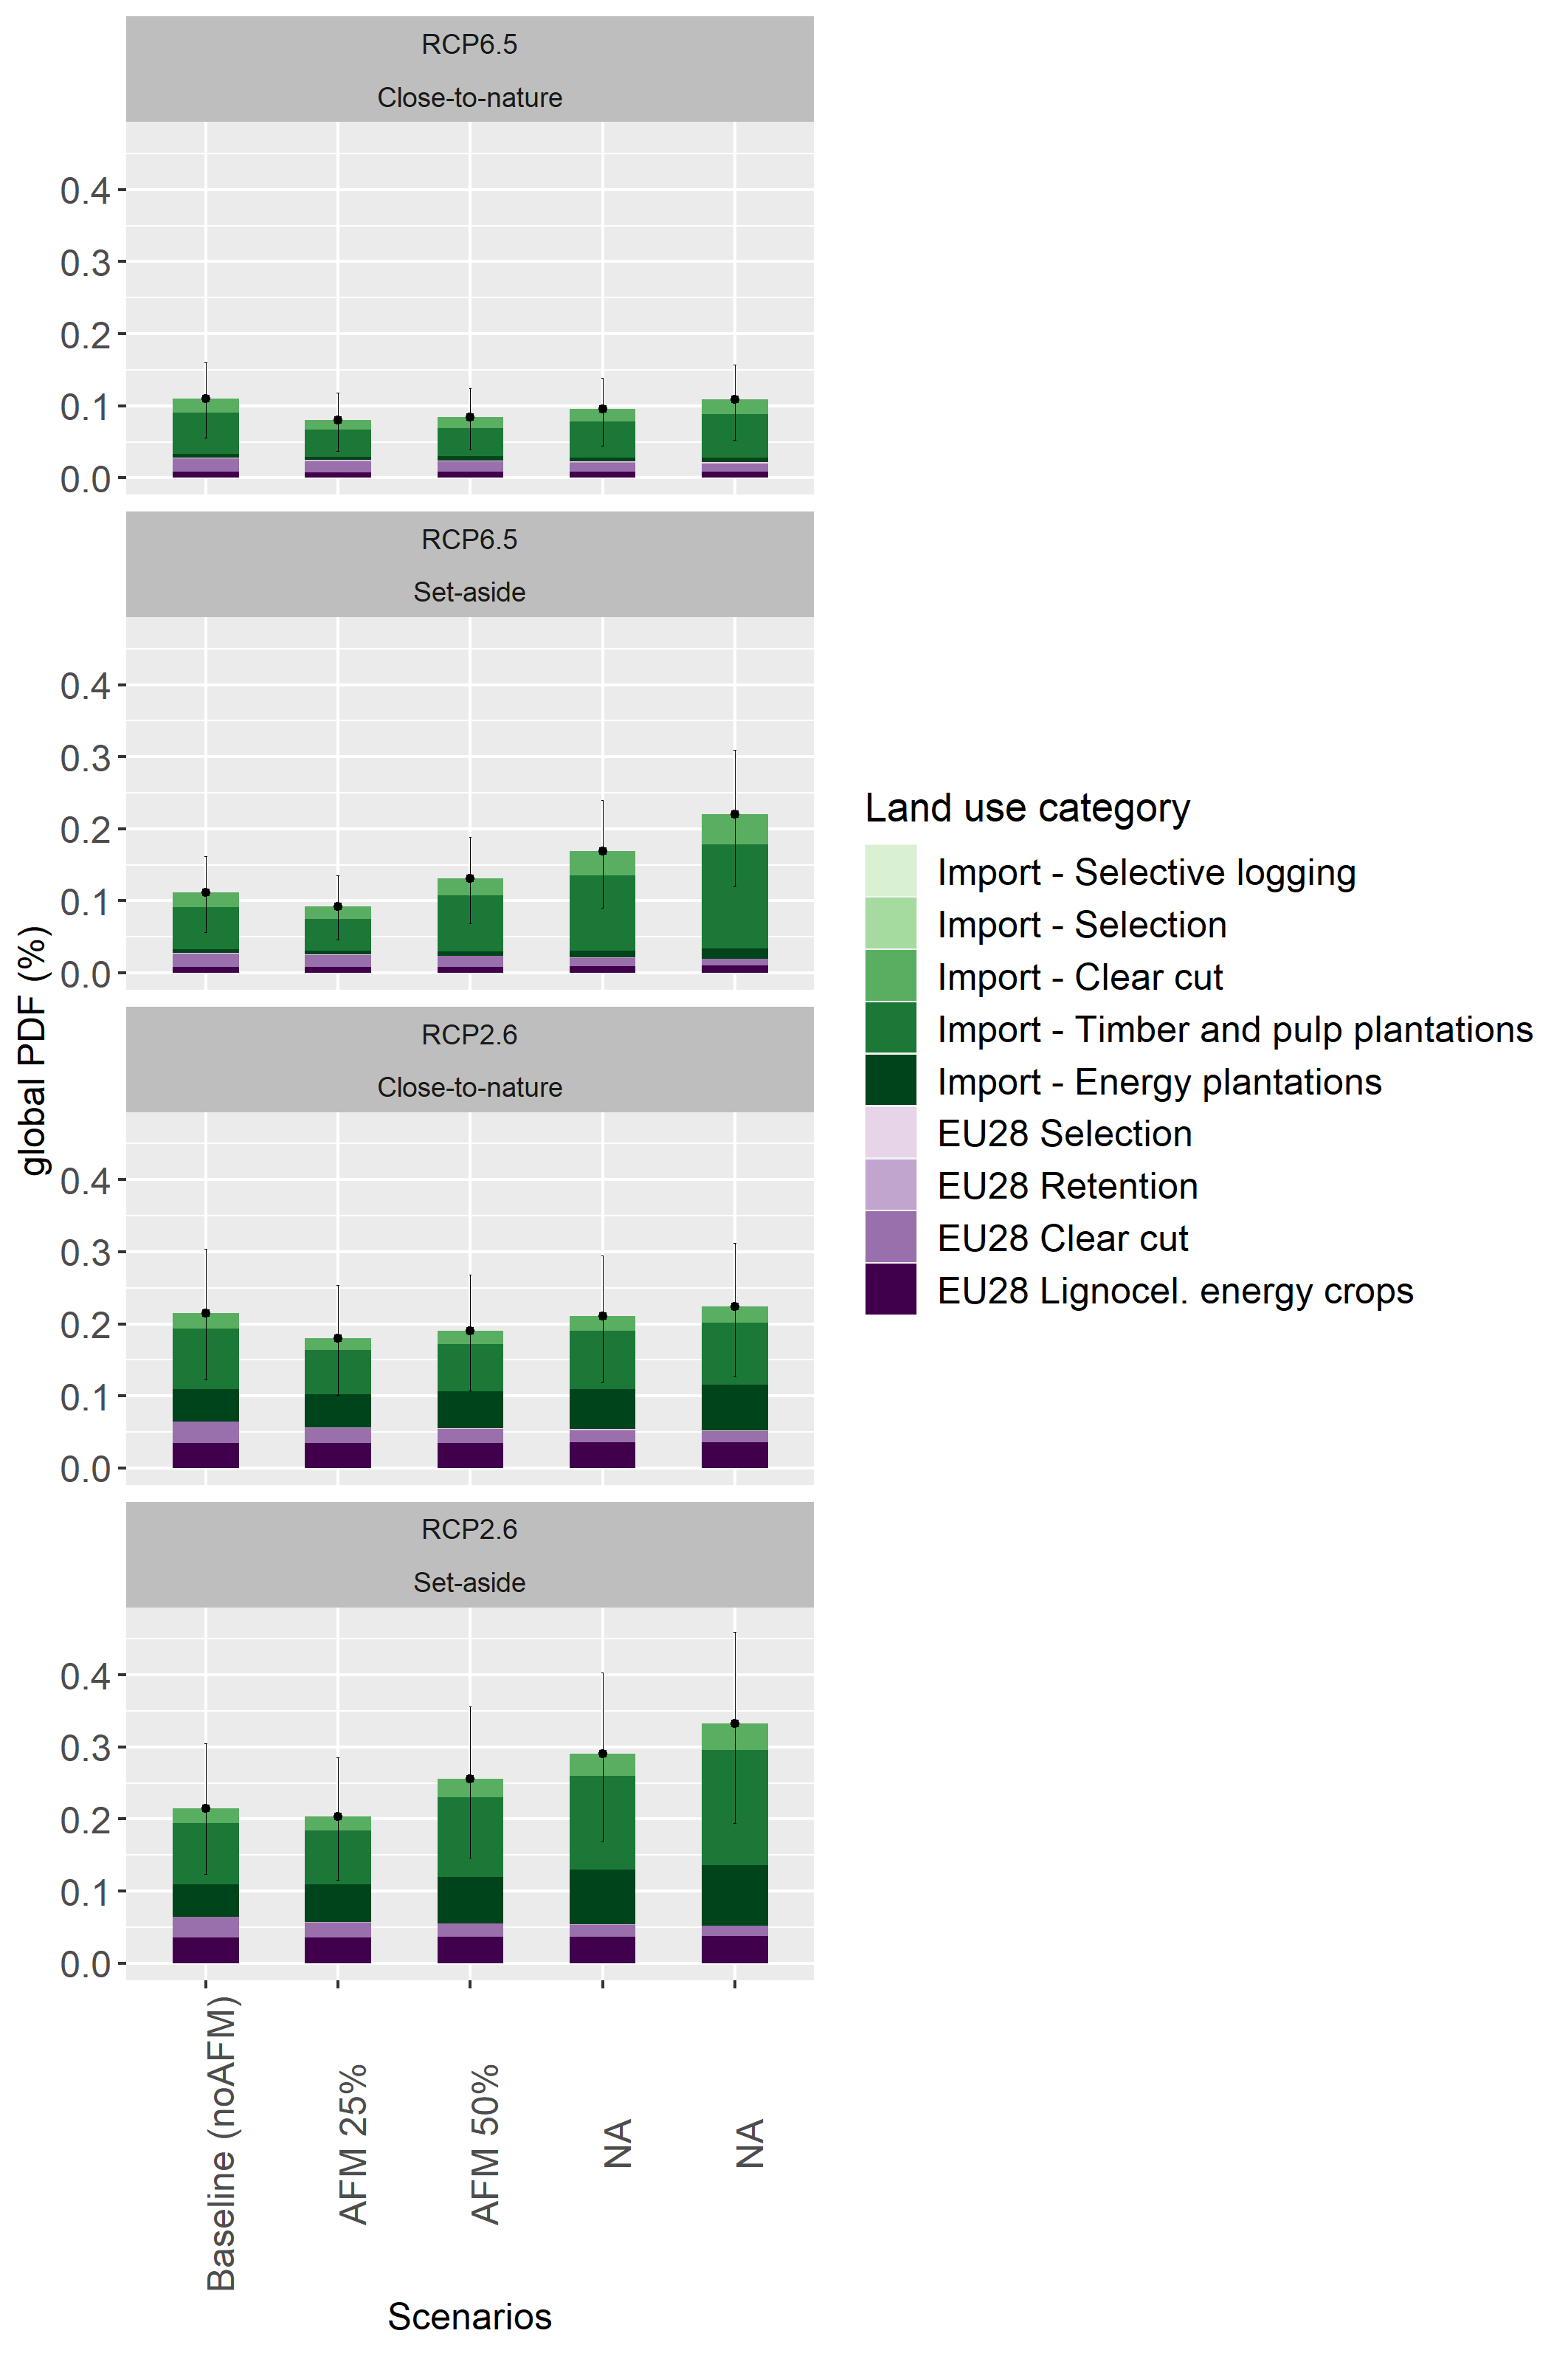 RCP6.5
Close-to-nature
0.4
0.3
0.2
0.1
0.0
RCP6.5
Set-aside
0.4
0.3
0.2
0.1
0.0
RCP2.6
Close-to-nature
0.4
0.3
0.2
0.1
0.0
RCP2.6
Set-aside
0.4
0.3
0.2
0.1
0.0
global PDF (%)
Baseline (noAFM)
AFM 25%
AFM 50%
NA
NA
Scenarios
Land use category
Import - Selective logging
Import - Selection
Import - Clear cut
Import - Timber and pulp plantations
Import - Energy plantations
EU28 Selection
EU28 Retention
EU28 Clear cut
EU28 Lignocel. energy crops